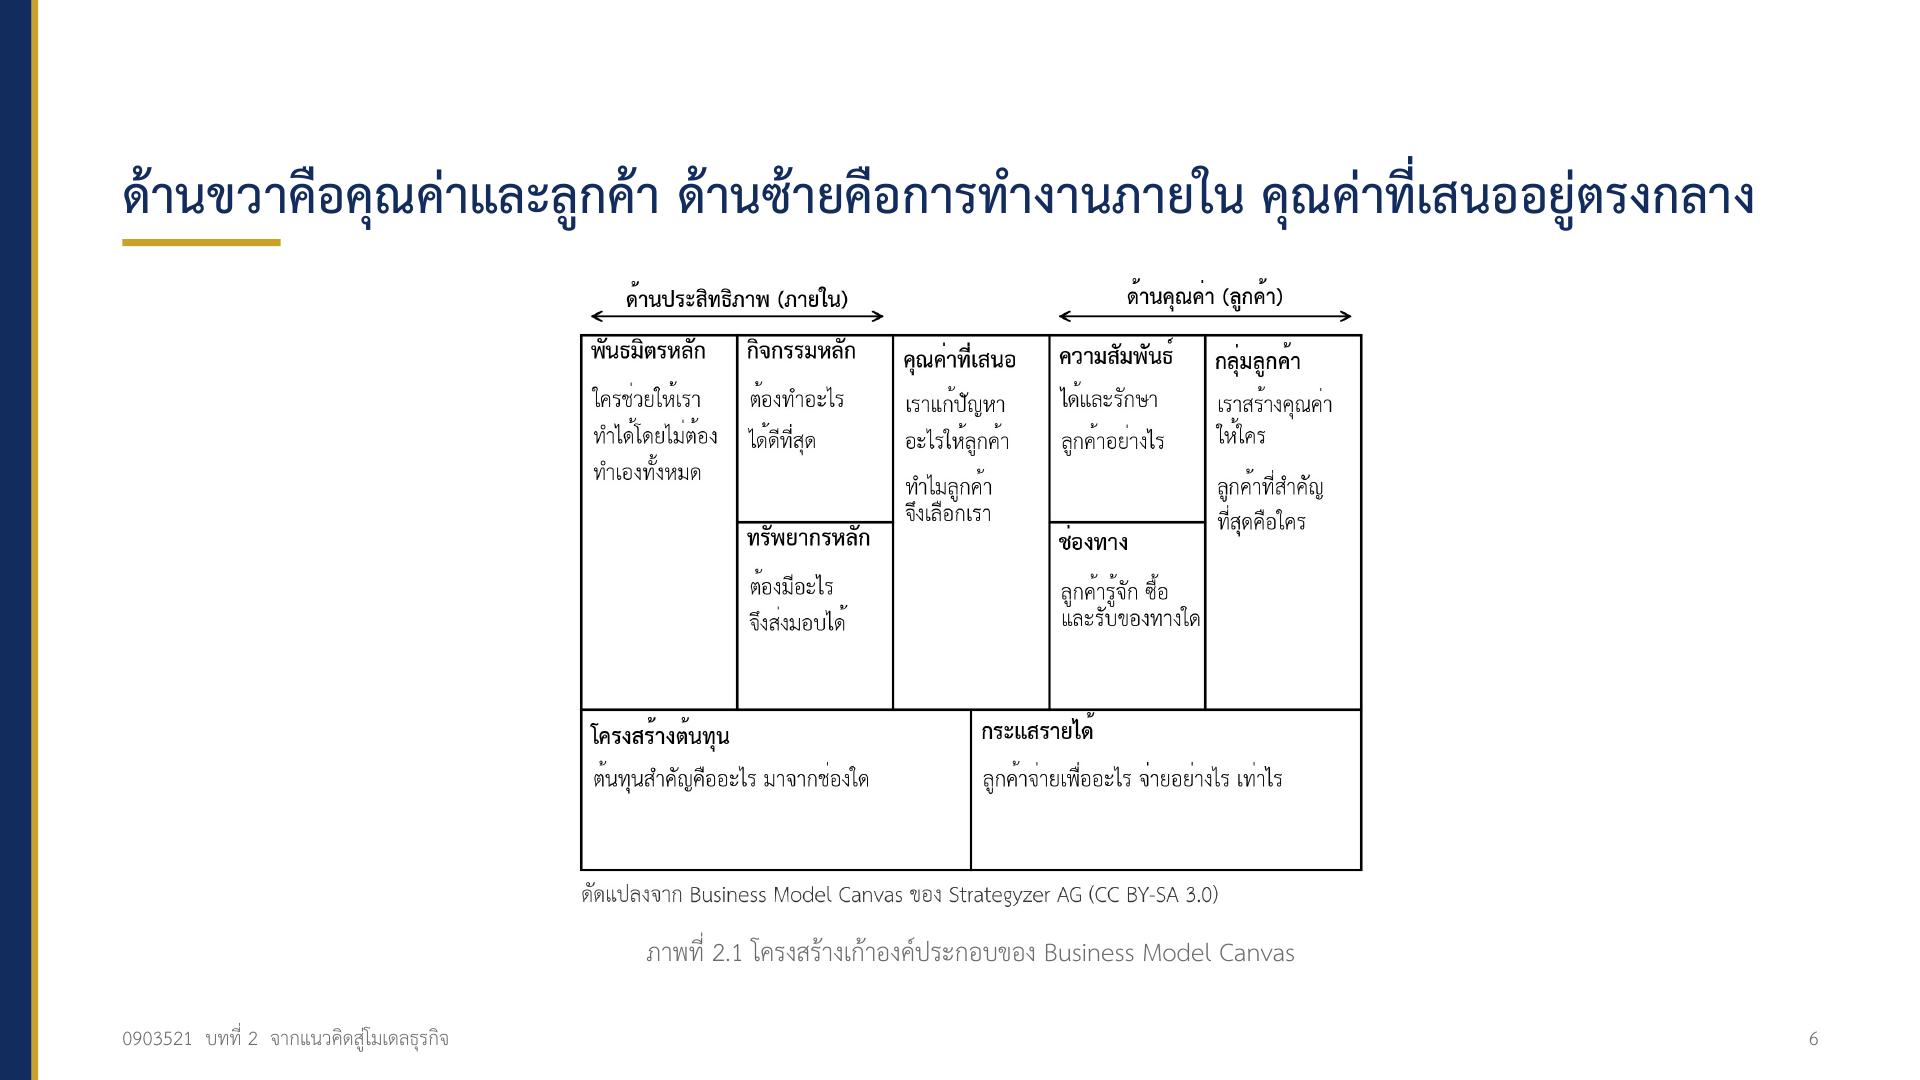 ด้านขวาคือคุณค่าและลูกค้า ด้านซ้ายคือการทำงานภายใน คุณค่าที่เสนออยู่ตรงกลาง
ด้านประสิทธิภาพ (ภายใน)
ด้านคุณค่า (ลูกค้า)
พันธมิตรหลัก
ใครช่วยให้เรา
ทำได้โดยไม่ต้อง
ทำเองทั้งหมด
กิจกรรมหลัก
ต้องทำอะไร
ได้ดีที่สุด
ทรัพยากรหลัก
ต้องมีอะไร
จึงส่งมอบได้
คุณค่าที่เสนอ
เราแก้ปัญหา
อะไรให้ลูกค้า
ทำไมลูกค้า
จึงเลือกเรา
ความสัมพันธ์
ได้และรักษา
ลูกค้าอย่างไร
ช่องทาง
ลูกค้ารู้จัก ซื้อ
และรับของทางใด
กลุ่มลูกค้า
เราสร้างคุณค่า
ให้ใคร
ลูกค้าที่สำคัญ
ที่สุดคือใคร
โครงสร้างต้นทุน
ต้นทุนสำคัญคืออะไร มาจากช่องใด
กระแสรายได้
ลูกค้าจ่ายเพื่ออะไร จ่ายอย่างไร เท่าไร
ดัดแปลงจาก Business Model Canvas ของ Strategyzer AG (CC BY-SA 3.0)
ภาพที่ 2.1 โครงสร้างเก้าองค์ประกอบของ Business Model Canvas
0903521 บทที่ 2 จากแนวคิดสู่โมเดลธุรกิจ
6